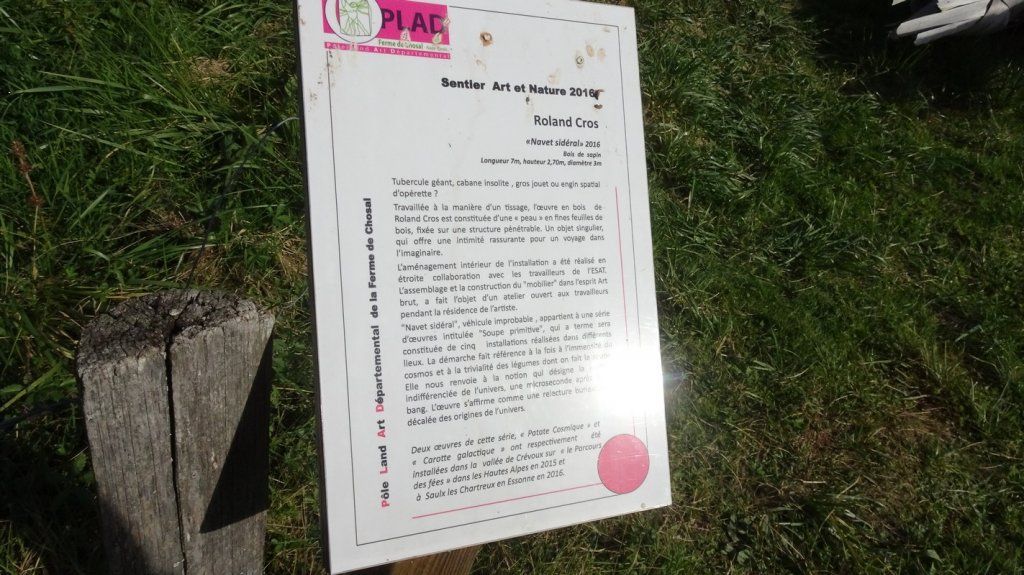 PLAD
Ferme de Chosal
Pôle Land Art Départemental
Sentier Art et Nature 2016
Roland Cros
«Navet sidéral» 2016
Bois de sapin
Longueur 7m, hauteur 2,70m, diamètre 3m
Tubercule géant, cabane insolite , gros jouet ou engin spatial
d'opérette ?
Travaillée à la manière d'un tissage, l'œuvre en bois de
Roland Cros est constituée d'une « peau » en fines feuilles de
bois, fixée sur une structure pénétrable. Un objet singulier,
qui offre une intimité rassurante pour un voyage dans
l'imaginaire.
L'aménagement intérieur de l'installation a été réalisé en
étroite collaboration avec les travailleurs de l'ESAT.
L'assemblage et la construction du "mobilier" dans l'esprit Art
brut, a fait l'objet d'un atelier ouvert aux travailleurs
pendant la résidence de l'artiste.
"Navet sidéral", véhicule improbable , appartient à une série
d'œuvres intitulée "Soupe primitive", qui a terme sera
constituée de cinq installations réalisées dans différents
lieux. La démarche fait référence à la fois à l'immensité du
cosmos et à la trivialité des légumes dont on fait la soupe
Elle nous renvoie à la notion qui désigne la
indifférenciée de l'univers, une microseconde après
bang. L'œuvre s'affirme comme une relecture
décalée des origines de l'univers.
Deux œuvres de cette série, « Patate Cosmique » et
« Carotte galactique » ont respectivement été
installées dans la vallée de Crévoux sur « le Parcours
des fées » dans les Hautes Alpes en 2015 et
à Saulx les Chartreux en Essonne en 2016.
Pôle Land Art Départemental de la Ferme de Chosal